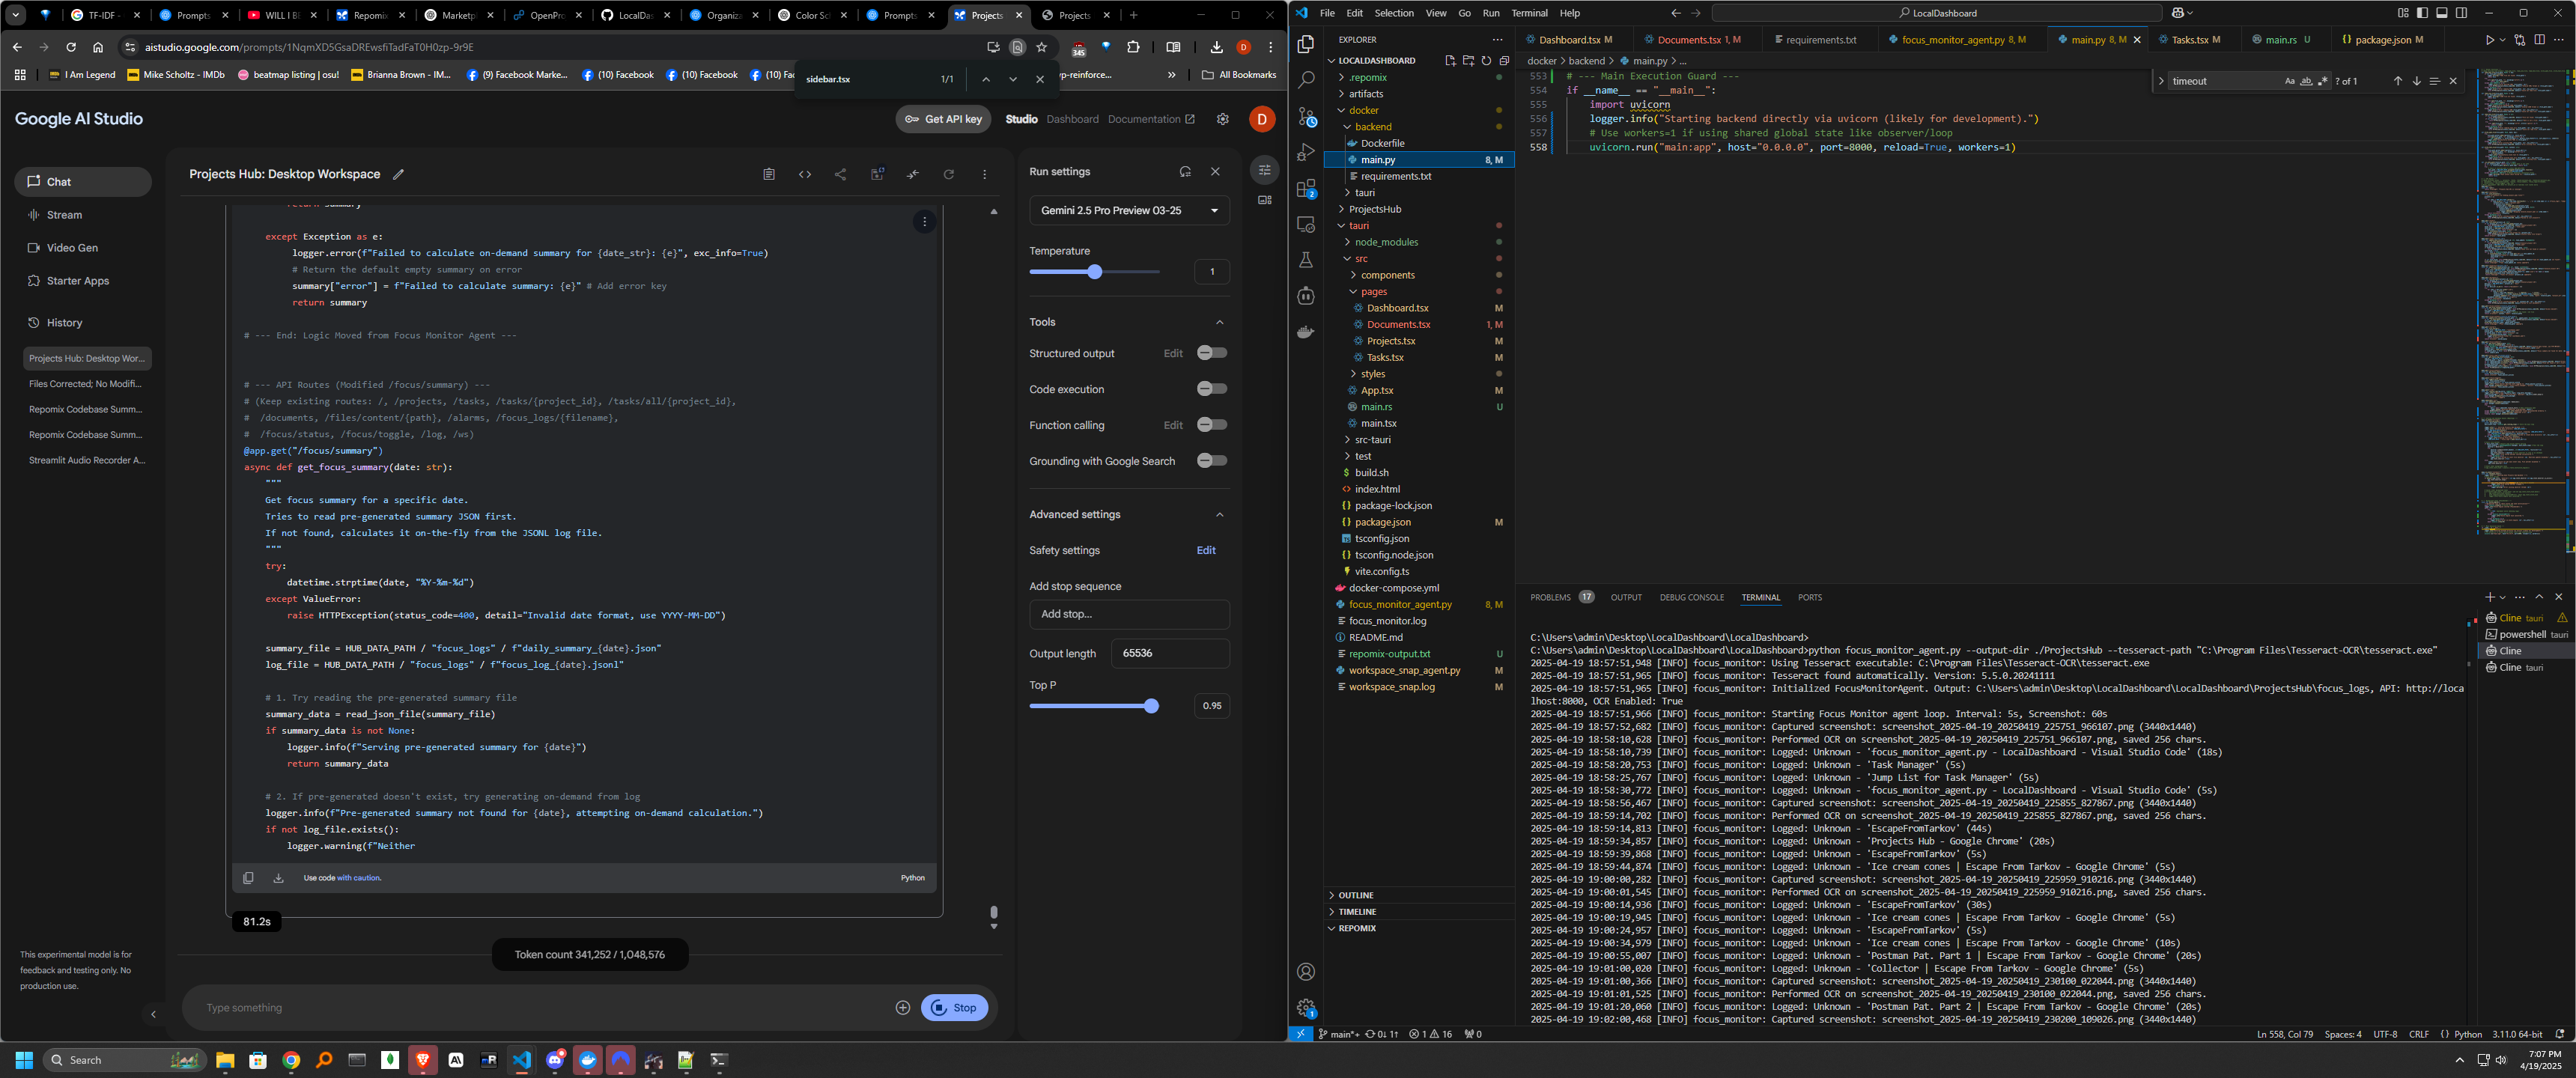 TF-IDF -
Prompts
WILL I BE
Repomix
Marketpl
OpenPro
LocalDas
Organiza
Color Sc
Prompts
Projects
Projects
aistudio.google.com/prompts/1NqmXD5GsaDREwsfiTadFaT0H0zp-9r9E
I Am Legend
Mike Scholtz - IMDb
beatmap listing | osu!
Brianna Brown - IM...
(9) Facebook Marke...
(10) Facebook
(10) Facebook
(10) Fac
p-reinforce...
All Bookmarks
sidebar.tsx
1/1
Google AI Studio
Get API key
Studio
Dashboard
Documentation
D
Chat
Stream
Video Gen
Starter Apps
History
Projects Hub: Desktop Wor...
Files Corrected; No Modifi...
Repomix Codebase Summ...
Repomix Codebase Summ...
Streamlit Audio Recorder A...
This experimental model is for
feedback and testing only. No
production use.
Projects Hub: Desktop Workspace
return summary
except Exception as e:
logger.error(f"Failed to calculate on-demand summary for {date_str}: {e}", exc_info=True)
# Return the default empty summary on error
summary["error"] = f"Failed to calculate summary: {e}" # Add error key
return summary
# --- End: Logic Moved from Focus Monitor Agent ---
# --- API Routes (Modified /focus/summary) ---
# (Keep existing routes: /, /projects, /tasks, /tasks/{project_id}, /tasks/all/{project_id},
# /documents, /files/content/{path}, /alarms, /focus_logs/{filename},
# /focus/status, /focus/toggle, /log, /ws)
@app.get("/focus/summary")
async def get_focus_summary(date: str):
"""
Get focus summary for a specific date.
Tries to read pre-generated summary JSON first.
If not found, calculates it on-the-fly from the JSONL log file.
"""
try:
datetime.strptime(date, "%Y-%m-%d")
except ValueError:
raise HTTPException(status_code=400, detail="Invalid date format, use YYYY-MM-DD")
summary_file = HUB_DATA_PATH / "focus_logs" / f"daily_summary_{date}.json"
log_file = HUB_DATA_PATH / "focus_logs" / f"focus_log_{date}.jsonl"
# 1. Try reading the pre-generated summary file
summary_data = read_json_file(summary_file)
if summary_data is not None:
logger.info(f"Serving pre-generated summary for {date}")
return summary_data
# 2. If pre-generated doesn't exist, try generating on-demand from log
logger.info(f"Pre-generated summary not found for {date}, attempting on-demand calculation.")
if not log_file.exists():
logger.warning(f"Neither
Use code with caution.
Python
81.2s
Token count 341,252 / 1,048,576
Type something
Stop
Run settings
Gemini 2.5 Pro Preview 03-25
Temperature
1
Tools
Structured output
Edit
Code execution
Function calling
Edit
Grounding with Google Search
Advanced settings
Safety settings
Edit
Add stop sequence
Add stop...
Output length
65536
Top P
0.95
File
Edit
Selection
View
Go
Run
Terminal
Help
LocalDashboard
EXPLORER
LOCALDASHBOARD
.repomix
artifacts
docker
backend
Dockerfile
main.py
8, M
requirements.txt
tauri
ProjectsHub
tauri
node_modules
src
components
pages
Dashboard.tsx M
Documents.tsx 1, M
Projects.tsx M
Tasks.tsx M
styles
App.tsx M
main.rs U
main.tsx
src-tauri
test
build.sh
index.html
package-lock.json
package.json M
tsconfig.json
tsconfig.node.json
vite.config.ts
docker-compose.yml
focus_monitor_agent.py 8, M
focus_monitor.log
README.md
repomix-output.txt U
workspace_snap_agent.py M
workspace_snap.log M
OUTLINE
TIMELINE
REPOMIX
Dashboard.tsx M
Documents.tsx 1, M
requirements.txt
focus_monitor_agent.py 8, M
main.py 8, M
Tasks.tsx M
main.rs U
package.json M
docker > backend > main.py > ...
timeout
? of 1
553 # --- Main Execution Guard ---
554 if __name__ == "__main__":
555 import uvicorn
556 logger.info("Starting backend directly via uvicorn (likely for development).")
557 # Use workers=1 if using shared global state like observer/loop
558 uvicorn.run("main:app", host="0.0.0.0", port=8000, reload=True, workers=1)
PROBLEMS 17
OUTPUT
DEBUG CONSOLE
TERMINAL
PORTS
C:\Users\admin\Desktop\LocalDashboard\LocalDashboard>
C:\Users\admin\Desktop\LocalDashboard\LocalDashboard>python focus_monitor_agent.py --output-dir ./ProjectsHub --tesseract-path "C:\Program Files\Tesseract-OCR\tesseract.exe"
2025-04-19 18:57:51,948 [INFO] focus_monitor: Using Tesseract executable: C:\Program Files\Tesseract-OCR\tesseract.exe
2025-04-19 18:57:51,965 [INFO] focus_monitor: Tesseract found automatically. Version: 5.5.0.20241111
2025-04-19 18:57:51,965 [INFO] focus_monitor: Initialized FocusMonitorAgent. Output: C:\Users\admin\Desktop\LocalDashboard\LocalDashboard\ProjectsHub\focus_logs, API: http://loca
lhost:8000, OCR Enabled: True
2025-04-19 18:57:51,966 [INFO] focus_monitor: Starting Focus Monitor agent loop. Interval: 5s, Screenshot: 60s
2025-04-19 18:57:52,682 [INFO] focus_monitor: Captured screenshot: screenshot_2025-04-19_20250419_225751_966107.png (3440x1440)
2025-04-19 18:58:10,628 [INFO] focus_monitor: Performed OCR on screenshot_2025-04-19_20250419_225751_966107.png, saved 256 chars.
2025-04-19 18:58:10,739 [INFO] focus_monitor: Logged: Unknown - 'focus_monitor_agent.py - LocalDashboard - Visual Studio Code' (18s)
2025-04-19 18:58:20,753 [INFO] focus_monitor: Logged: Unknown - 'Task Manager' (5s)
2025-04-19 18:58:25,767 [INFO] focus_monitor: Logged: Unknown - 'Jump List for Task Manager' (5s)
2025-04-19 18:58:30,772 [INFO] focus_monitor: Logged: Unknown - 'focus_monitor_agent.py - LocalDashboard - Visual Studio Code' (5s)
2025-04-19 18:58:56,467 [INFO] focus_monitor: Captured screenshot: screenshot_2025-04-19_20250419_225855_827867.png (3440x1440)
2025-04-19 18:59:14,702 [INFO] focus_monitor: Performed OCR on screenshot_2025-04-19_20250419_225855_827867.png, saved 256 chars.
2025-04-19 18:59:14,813 [INFO] focus_monitor: Logged: Unknown - 'EscapeFromTarkov' (44s)
2025-04-19 18:59:34,857 [INFO] focus_monitor: Logged: Unknown - 'Projects Hub - Google Chrome' (20s)
2025-04-19 18:59:39,868 [INFO] focus_monitor: Logged: Unknown - 'EscapeFromTarkov' (5s)
2025-04-19 18:59:44,874 [INFO] focus_monitor: Logged: Unknown - 'Ice cream cones | Escape From Tarkov - Google Chrome' (5s)
2025-04-19 19:00:00,282 [INFO] focus_monitor: Captured screenshot: screenshot_2025-04-19_20250419_225959_910216.png (3440x1440)
2025-04-19 19:00:01,545 [INFO] focus_monitor: Performed OCR on screenshot_2025-04-19_20250419_225959_910216.png, saved 256 chars.
2025-04-19 19:00:14,936 [INFO] focus_monitor: Logged: Unknown - 'EscapeFromTarkov' (30s)
2025-04-19 19:00:19,945 [INFO] focus_monitor: Logged: Unknown - 'Ice cream cones | Escape From Tarkov - Google Chrome' (5s)
2025-04-19 19:00:24,957 [INFO] focus_monitor: Logged: Unknown - 'EscapeFromTarkov' (5s)
2025-04-19 19:00:34,979 [INFO] focus_monitor: Logged: Unknown - 'Ice cream cones | Escape From Tarkov - Google Chrome' (10s)
2025-04-19 19:00:55,007 [INFO] focus_monitor: Logged: Unknown - 'Postman Pat. Part 1 | Escape From Tarkov - Google Chrome' (20s)
2025-04-19 19:01:00,020 [INFO] focus_monitor: Logged: Unknown - 'Collector | Escape From Tarkov - Google Chrome' (5s)
2025-04-19 19:01:00,366 [INFO] focus_monitor: Captured screenshot: screenshot_2025-04-19_20250419_230100_022044.png (3440x1440)
2025-04-19 19:01:01,525 [INFO] focus_monitor: Performed OCR on screenshot_2025-04-19_20250419_230100_022044.png, saved 256 chars.
2025-04-19 19:01:20,060 [INFO] focus_monitor: Logged: Unknown - 'Postman Pat. Part 2 | Escape From Tarkov - Google Chrome' (20s)
2025-04-19 19:02:00,468 [INFO] focus_monitor: Captured screenshot: screenshot_2025-04-19_20250419_230200_109026.png (3440x1440)
Cline tauri
powershell tauri
Cline
Cline tauri
main*+
0↓ 1↑
1
16
0
Ln 558, Col 79
Spaces: 4
UTF-8
CRLF
Python
3.11.0 64-bit
Search
7:07 PM
4/19/2025